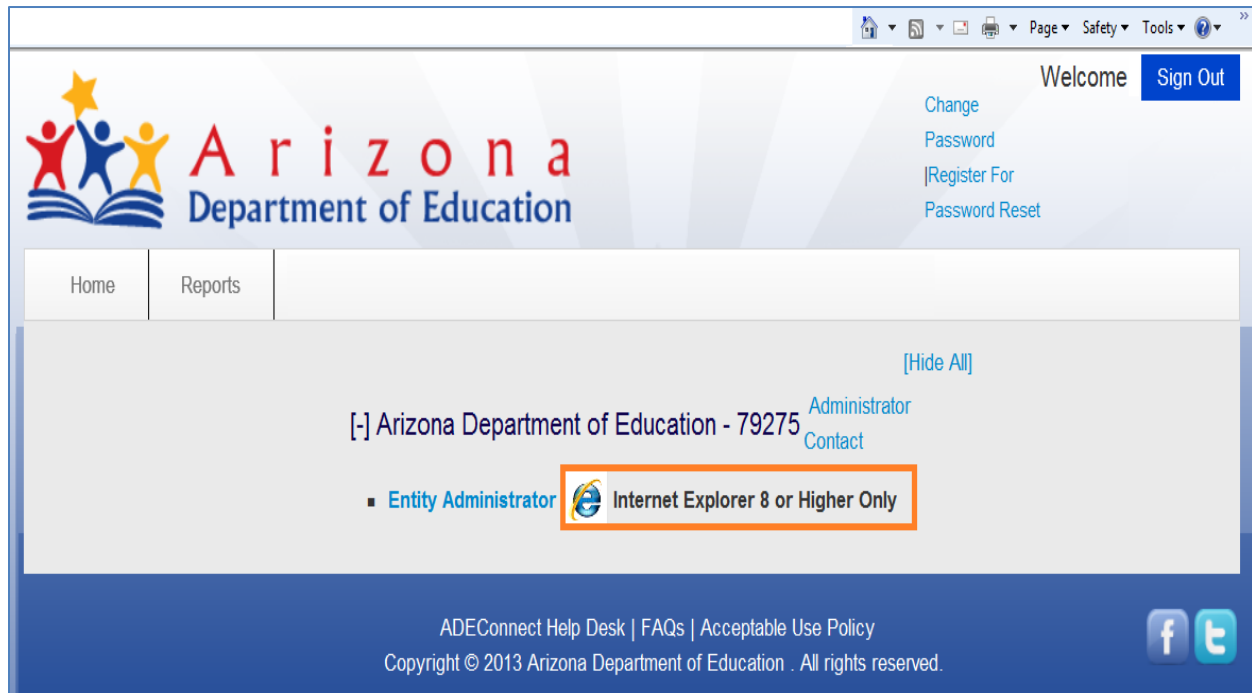 Page Safety Tools
Welcome Sign Out
Change
Password
|Register For
Password Reset
Arizona
Department of Education
Home Reports
[Hide All]
[-] Arizona Department of Education - 79275 Administrator
Contact
▪ Entity Administrator Internet Explorer 8 or Higher Only
ADEConnect Help Desk | FAQs | Acceptable Use Policy
Copyright © 2013 Arizona Department of Education . All rights reserved.